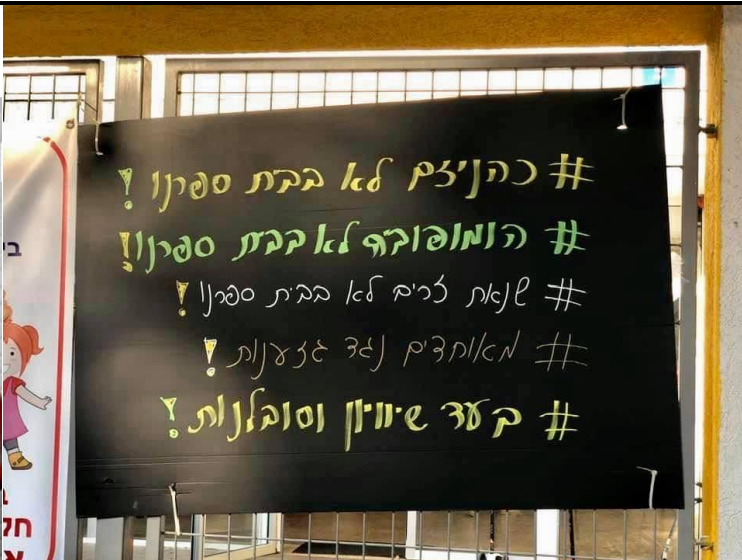 # כהניזם לא בבית ספרנו!
# הומופוביה לא בבית ספרנו!
# שנאת זרים לא בבית ספרנו!
# מאוחדים נגד גזענות!
# בעד שיוויון וסובלנות!